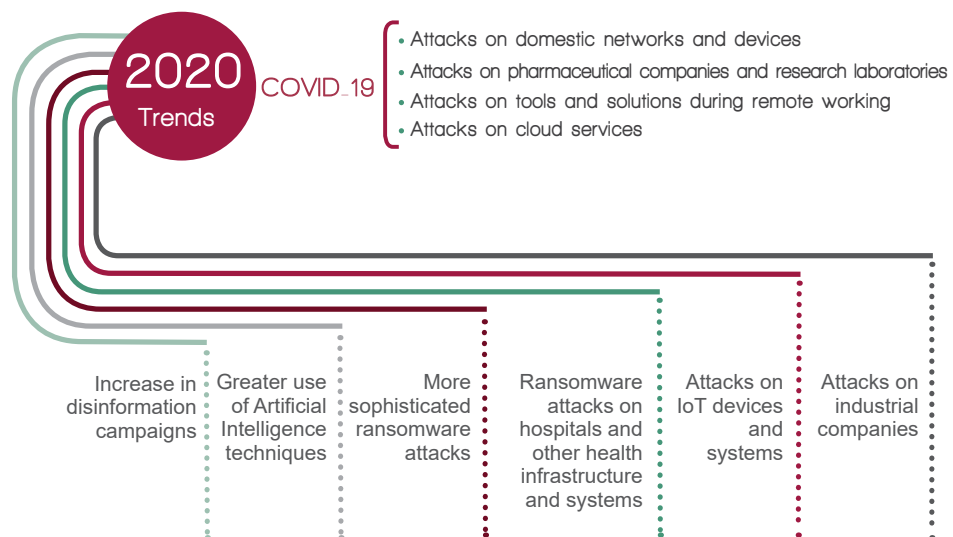 2020
Trends
COVID-19
• Attacks on domestic networks and devices
• Attacks on pharmaceutical companies and research laboratories
• Attacks on tools and solutions during remote working
• Attacks on cloud services
Increase in
disinformation
campaigns
Greater use
of Artificial
Intelligence
techniques
More
sophisticated
ransomware
attacks
Ransomware
attacks on
hospitals and
other health
infrastructure
and systems
Attacks on
IoT devices
and
systems
Attacks on
industrial
companies